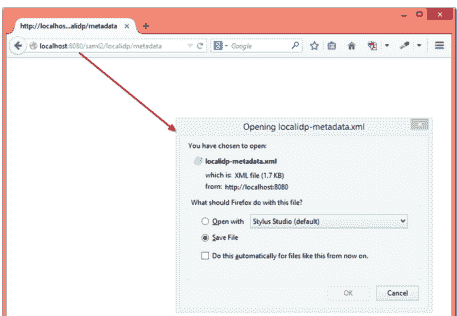 http://localhos...alidp/metadata × +
localhost:8080/saml2/localidp/metadata
Google
Opening localidp-metadata.xml
You have chosen to open:
localidp-metadata.xml
which is: XML file (1.7 KB)
from: http://localhost:8080
What should Firefox do with this file?
Open with Stylus Studio (default)
Save File
Do this automatically for files like this from now on.
OK Cancel